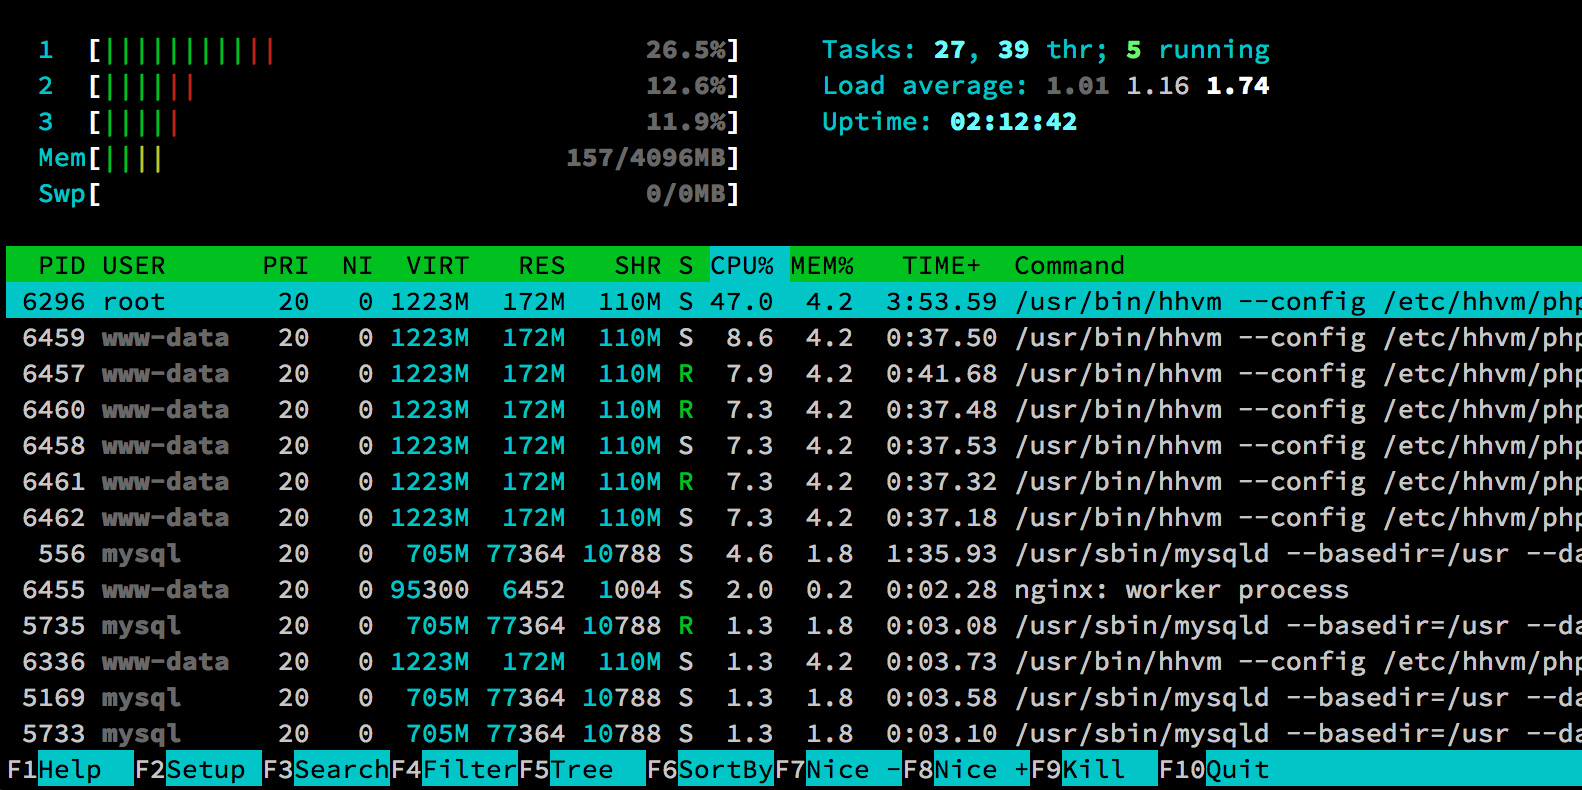 1 [||||||||||| 26.5%] Tasks: 27, 39 thr; 5 running
2 [|||||| 12.6%] Load average: 1.01 1.16 1.74
3 [||||| 11.9%] Uptime: 02:12:42
Mem[|||| 157/4096MB]
Swp[ 0/0MB]
PID USER PRI NI VIRT RES SHR S CPU% MEM% TIME+ Command
6296 root 20 0 1223M 172M 110M S 47.0 4.2 3:53.59 /usr/bin/hhvm --config /etc/hhvm/php
6459 www-data 20 0 1223M 172M 110M S 8.6 4.2 0:37.50 /usr/bin/hhvm --config /etc/hhvm/php
6457 www-data 20 0 1223M 172M 110M R 7.9 4.2 0:41.68 /usr/bin/hhvm --config /etc/hhvm/php
6460 www-data 20 0 1223M 172M 110M R 7.3 4.2 0:37.48 /usr/bin/hhvm --config /etc/hhvm/php
6458 www-data 20 0 1223M 172M 110M S 7.3 4.2 0:37.53 /usr/bin/hhvm --config /etc/hhvm/php
6461 www-data 20 0 1223M 172M 110M R 7.3 4.2 0:37.32 /usr/bin/hhvm --config /etc/hhvm/php
6462 www-data 20 0 1223M 172M 110M S 7.3 4.2 0:37.18 /usr/bin/hhvm --config /etc/hhvm/php
556 mysql 20 0 705M 77364 10788 S 4.6 1.8 1:35.93 /usr/sbin/mysqld --basedir=/usr --da
6455 www-data 20 0 95300 6452 1004 S 2.0 0.2 0:02.28 nginx: worker process
5735 mysql 20 0 705M 77364 10788 R 1.3 1.8 0:03.08 /usr/sbin/mysqld --basedir=/usr --da
6336 www-data 20 0 1223M 172M 110M S 1.3 4.2 0:03.73 /usr/bin/hhvm --config /etc/hhvm/php
5169 mysql 20 0 705M 77364 10788 S 1.3 1.8 0:03.58 /usr/sbin/mysqld --basedir=/usr --da
5733 mysql 20 0 705M 77364 10788 S 1.3 1.8 0:03.10 /usr/sbin/mysqld --basedir=/usr --da
F1Help F2Setup F3SearchF4FilterF5Tree F6SortByF7Nice -F8Nice +F9Kill F10Quit